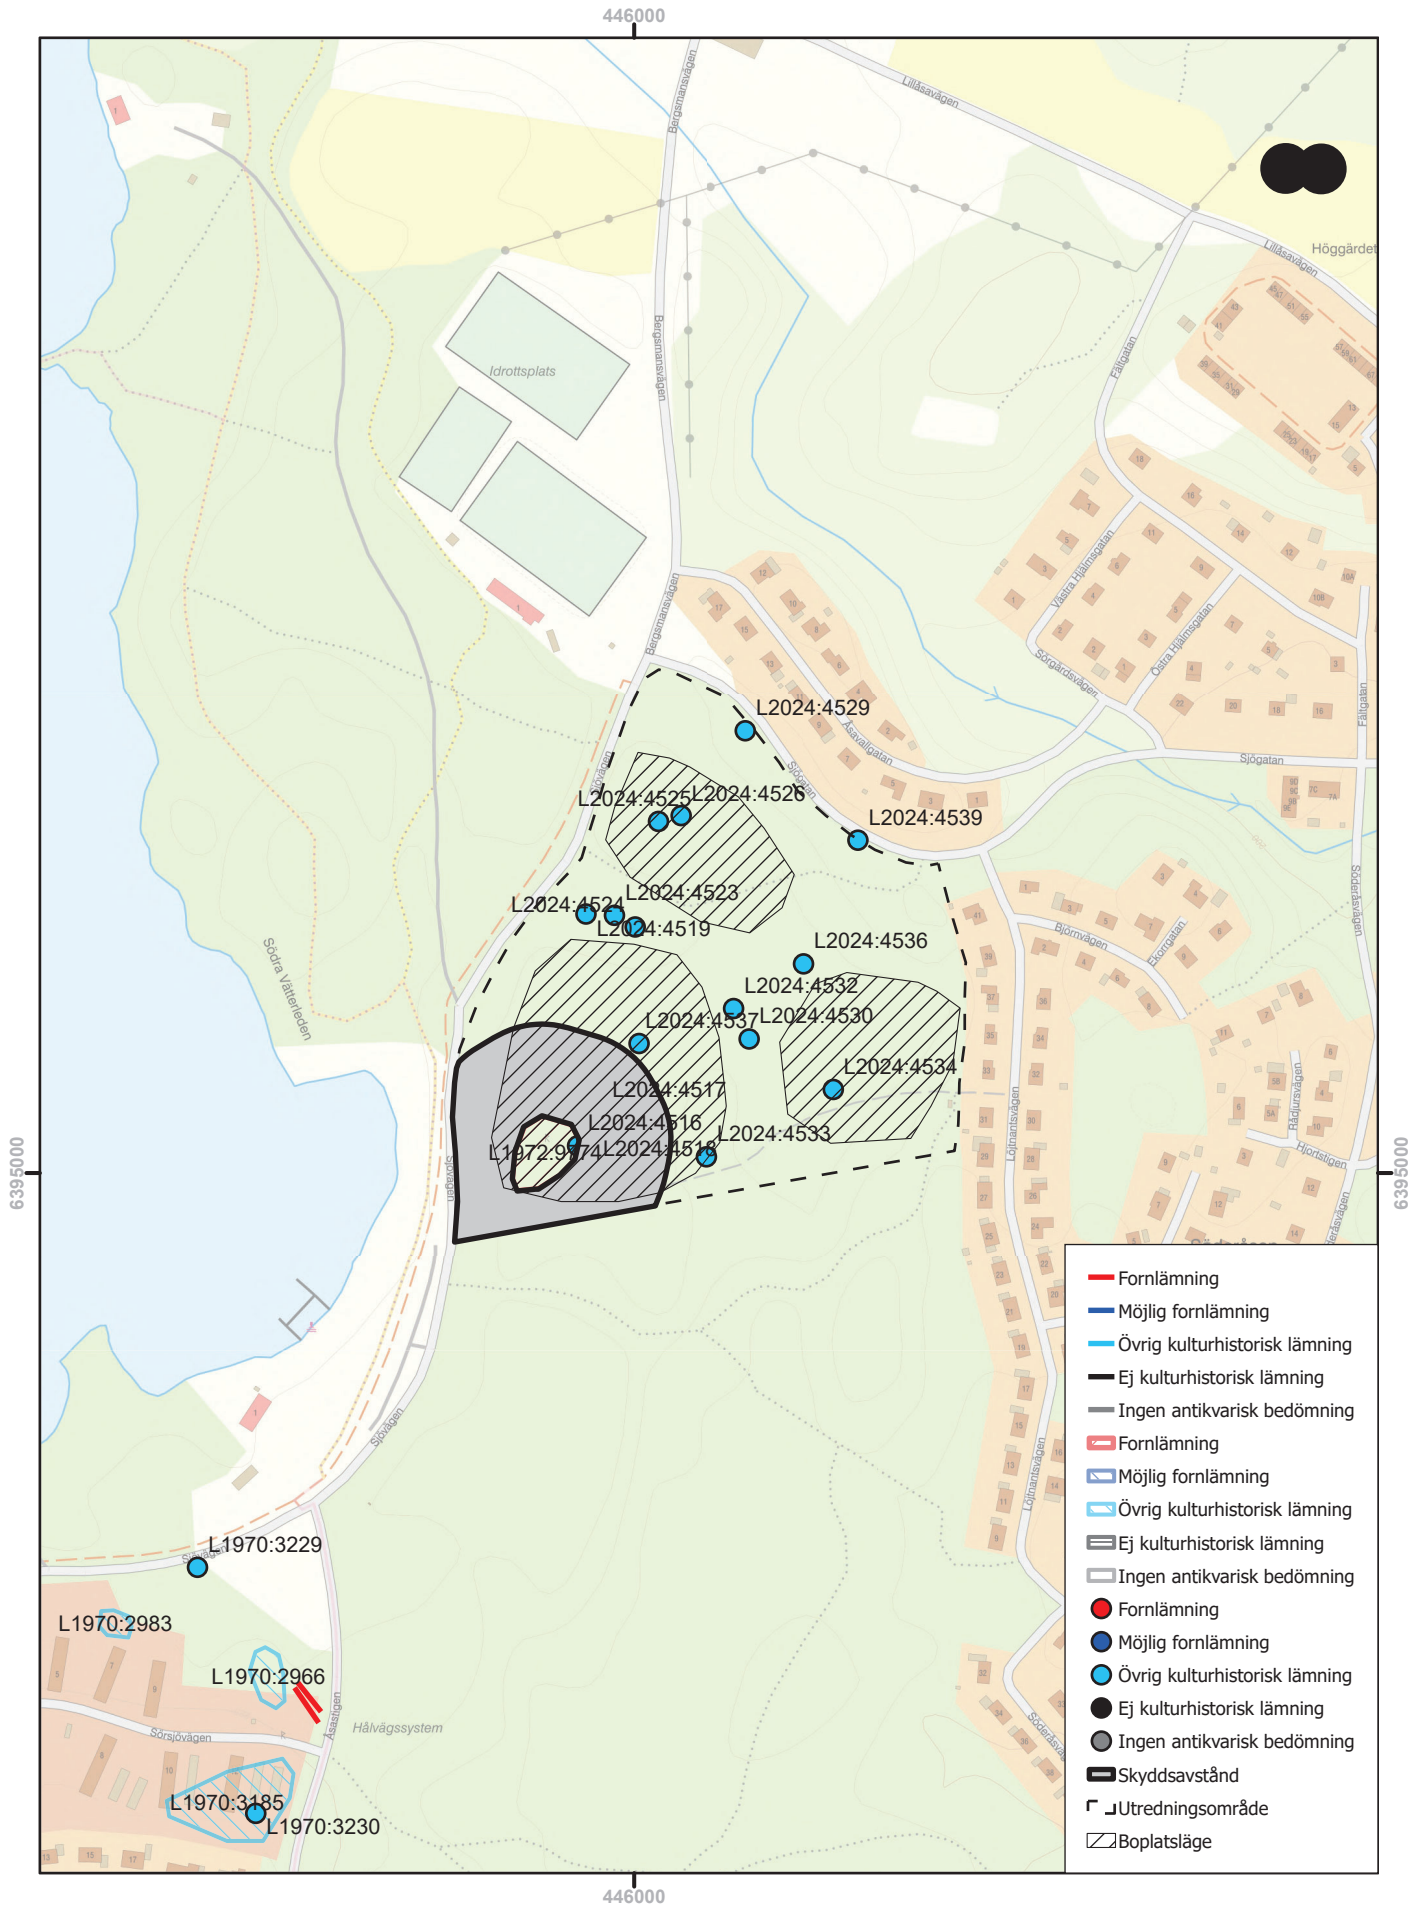 446000
Bergsmansvägen
Lillåsavägen
Lillåsavägen
Höggärdet
Bergsmansvägen
Idrottsplats
Fältgatan
Västra Hjälmsgatan
Östra Hjälmsgatan
Sörgårdsvägen
Bergsmansvägen
Fältgatan
Åsavallgatan
Sjögatan
Sjögatan
Sjövägen
L2024:4529
L2024:4525
L2024:4526
L2024:4539
L2024:4523
L2024:4524
L2024:4519
Söderåsvägen
Björnvägen
Ekorrgatan
L2024:4536
Södra Vätterleden
L2024:4532
L2024:4537
L2024:4530
L2024:4534
L2024:4517
L2024:4516
L2024:4533
L1972:9774
L2024:4518
Rådjursvägen
Hjortstigen
Löjtnantsvägen
Sjövägen
6395000
6395000
Söderåsen
Sjövägen
Löjtnantsvägen
Sjövägen
L1970:3229
L1970:2983
L1970:2966
Hålvägssystem
Åsastigen
Sörsjövägen
L1970:3185
L1970:3230
Fornlämning
Möjlig fornlämning
Övrig kulturhistorisk lämning
Ej kulturhistorisk lämning
Ingen antikvarisk bedömning
Fornlämning
Möjlig fornlämning
Övrig kulturhistorisk lämning
Ej kulturhistorisk lämning
Ingen antikvarisk bedömning
Fornlämning
Möjlig fornlämning
Övrig kulturhistorisk lämning
Ej kulturhistorisk lämning
Ingen antikvarisk bedömning
Skyddsavstånd
Utredningsområde
Boplatsläge
446000